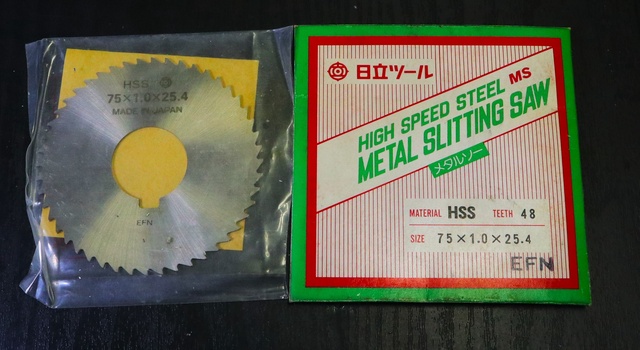 HSS
75×1.0×25.4
MADE IN JAPAN
EFN
日立ツール
HIGH SPEED STEEL MS
METAL SLITTING SAW
メタルソー
MATERIAL HSS TEETH 48
SIZE 75×1.0×25.4
EFN